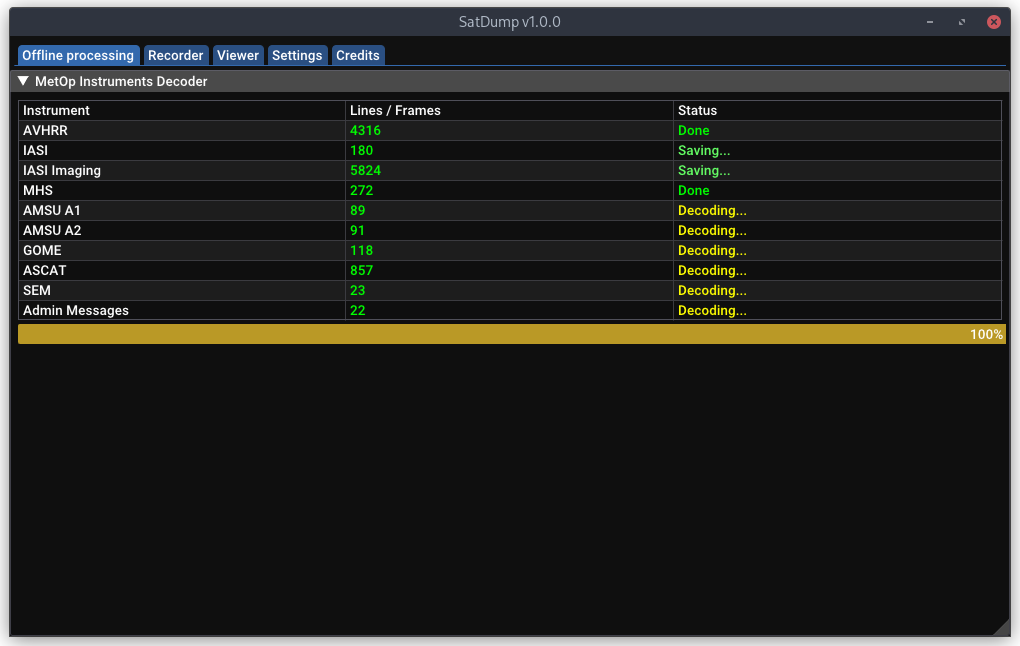 SatDump v1.0.0
Offline processing Recorder Viewer Settings Credits
MetOp Instruments Decoder
Instrument Lines / Frames Status
AVHRR 4316 Done
IASI 180 Saving...
IASI Imaging 5824 Saving...
MHS 272 Done
AMSU A1 89 Decoding...
AMSU A2 91 Decoding...
GOME 118 Decoding...
ASCAT 857 Decoding...
SEM 23 Decoding...
Admin Messages 22 Decoding...
100%